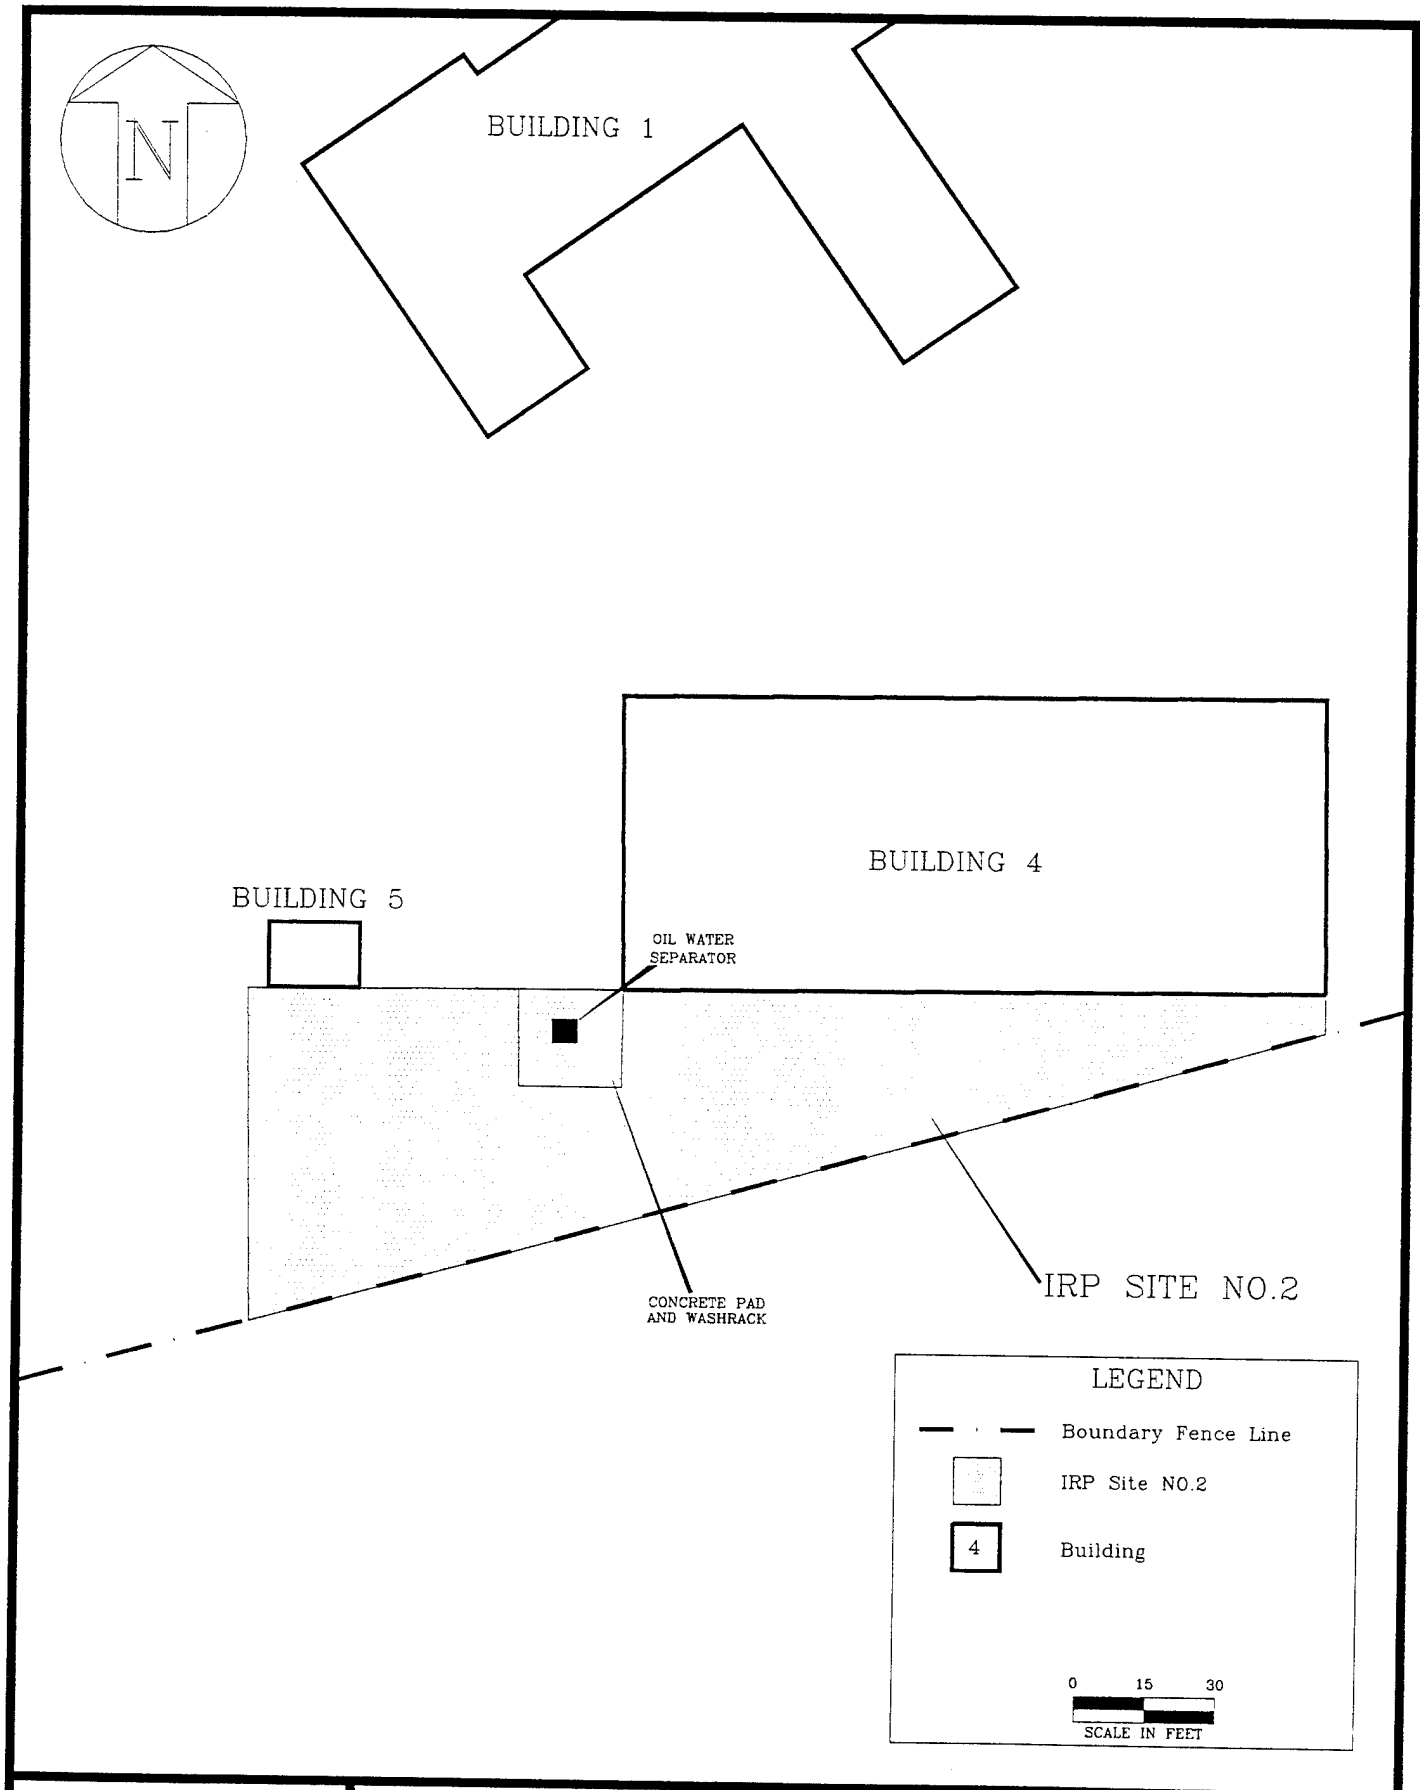 N
BUILDING 1
BUILDING 4
BUILDING 5
OIL WATER
SEPARATOR
IRP SITE NO.2
CONCRETE PAD
AND WASHRACK
LEGEND
Boundary Fence Line
IRP Site NO.2
4
Building
0 15 30
SCALE IN FEET